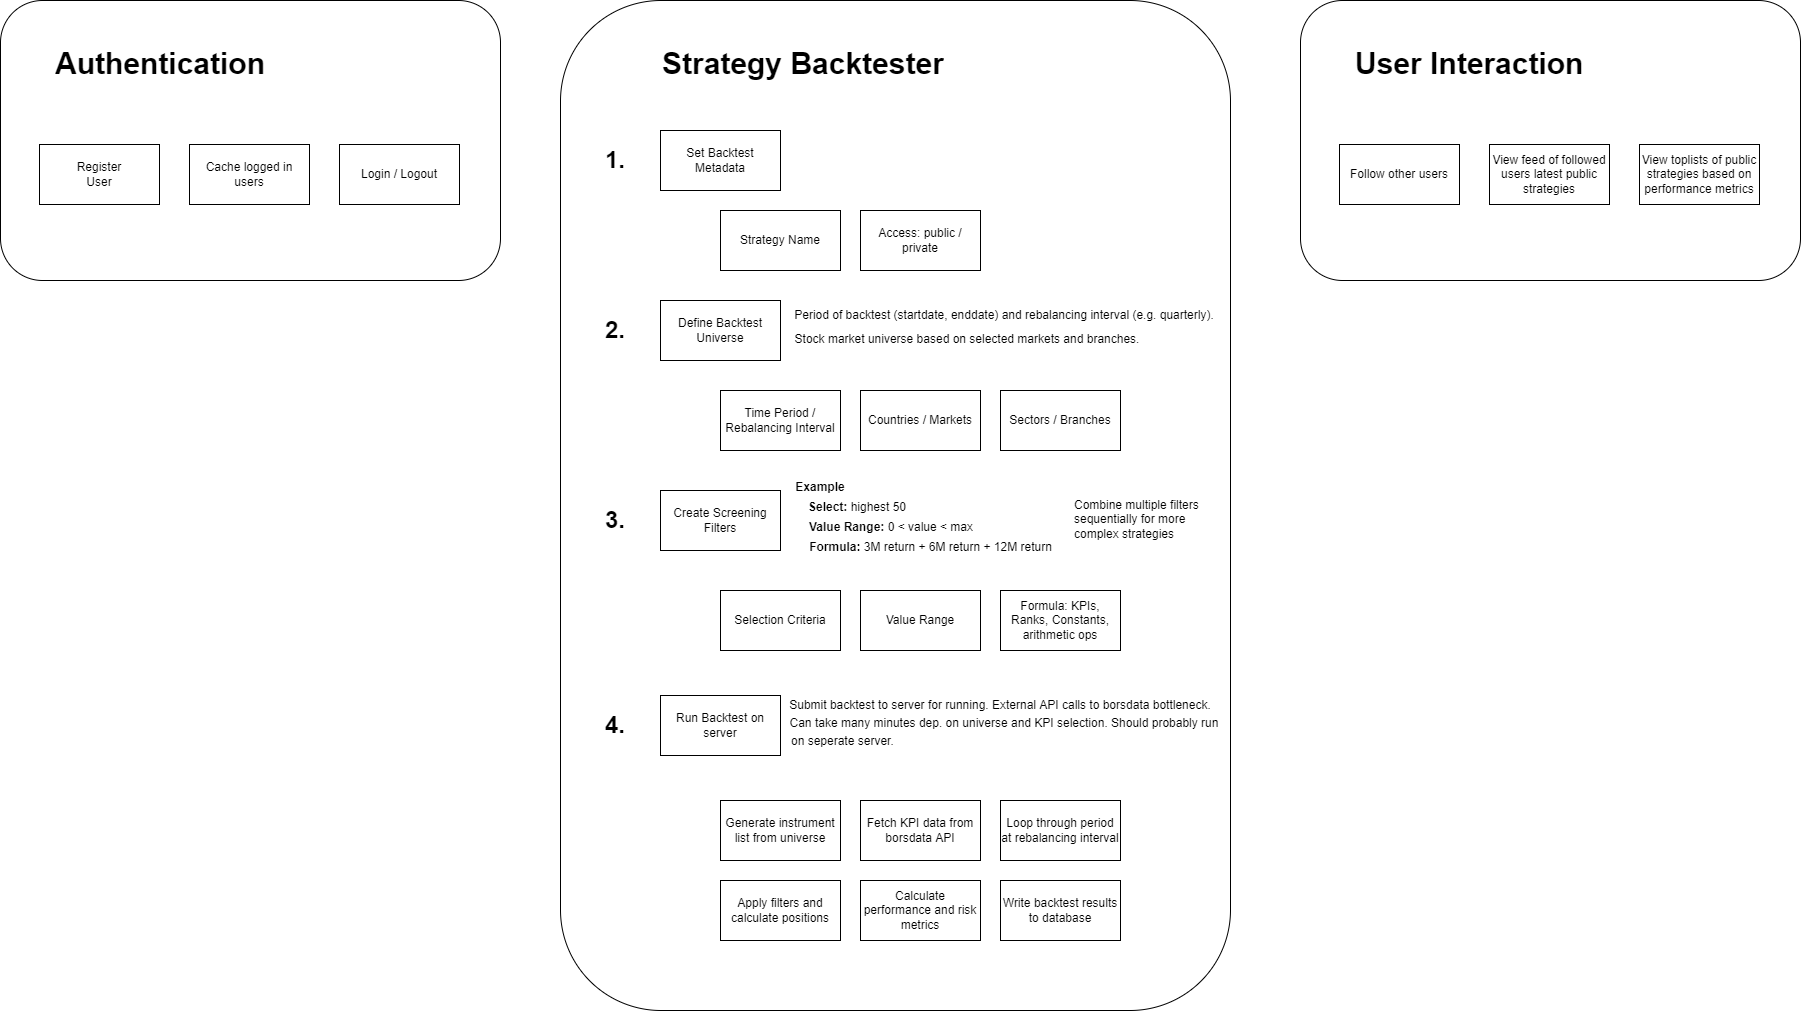 Authentication
Register
User
Cache logged in
users
Login / Logout
Strategy Backtester
1.
Set Backtest
Metadata
Strategy Name
Access: public /
private
2.
Define Backtest
Universe
Period of backtest (startdate, enddate) and rebalancing interval (e.g. quarterly).
Stock market universe based on selected markets and branches.
Time Period /
Rebalancing Interval
Countries / Markets
Sectors / Branches
3.
Create Screening
Filters
Example
Select: highest 50
Value Range: 0 < value < max
Formula: 3M return + 6M return + 12M return
Combine multiple filters
sequentially for more
complex strategies
Selection Criteria
Value Range
Formula: KPIs,
Ranks, Constants,
arithmetic ops
4.
Run Backtest on
server
Submit backtest to server for running. External API calls to borsdata bottleneck.
Can take many minutes dep. on universe and KPI selection. Should probably run
on seperate server.
Generate instrument
list from universe
Fetch KPI data from
borsdata API
Loop through period
at rebalancing interval
Apply filters and
calculate positions
Calculate
performance and risk
metrics
Write backtest results
to database
User Interaction
Follow other users
View feed of followed
users latest public
strategies
View toplists of public
strategies based on
performance metrics